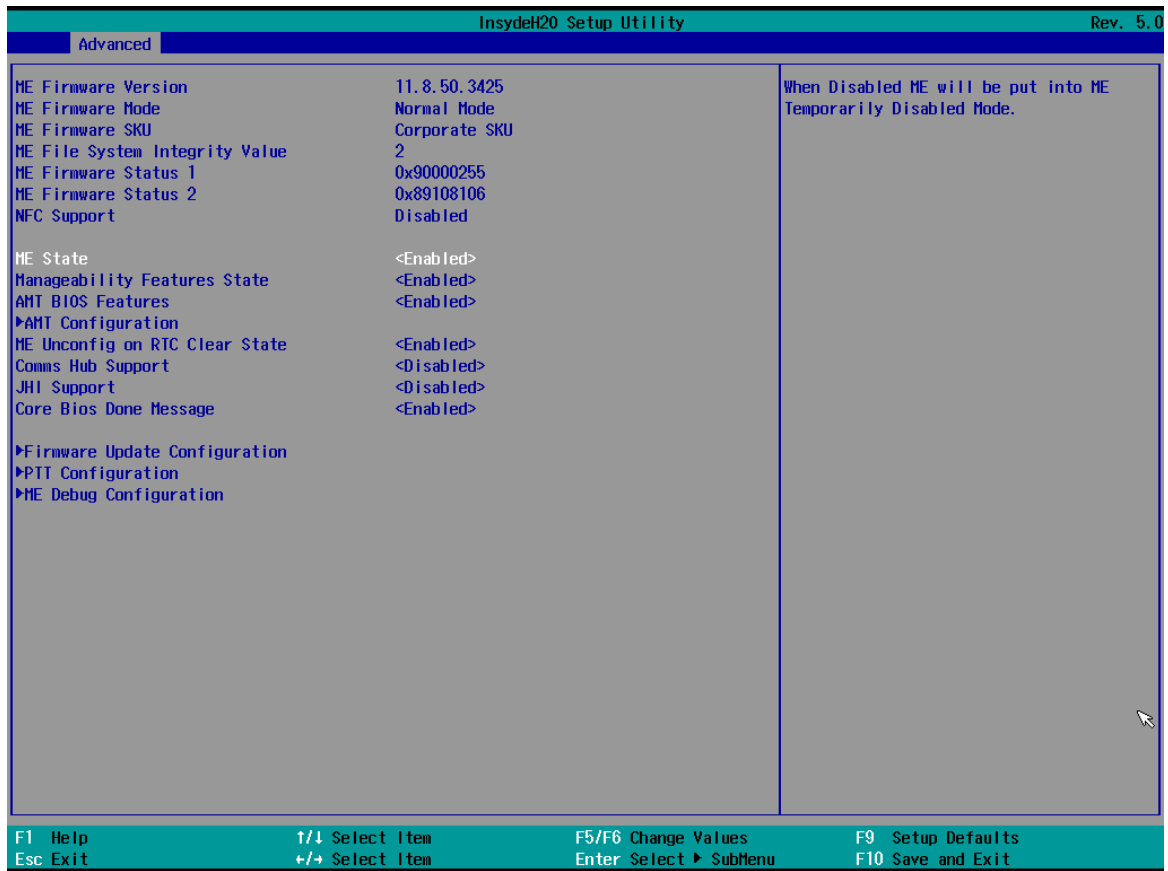 InsydeH20 Setup Utility Rev. 5.0
Advanced
ME Firmware Version 11.8.50.3425
ME Firmware Mode Normal Mode
ME Firmware SKU Corporate SKU
ME File System Integrity Value 2
ME Firmware Status 1 0x90000255
ME Firmware Status 2 0x89108106
NFC Support Disabled
ME State <Enabled>
Manageability Features State <Enabled>
AMT BIOS Features <Enabled>
▶AMT Configuration
ME Unconfig on RTC Clear State <Enabled>
Comms Hub Support <Disabled>
JHI Support <Disabled>
Core Bios Done Message <Enabled>
▶Firmware Update Configuration
▶PTT Configuration
▶ME Debug Configuration
When Disabled ME will be put into ME
Temporarily Disabled Mode.
F1 Help ↑/↓ Select Item F5/F6 Change Values F9 Setup Defaults
Esc Exit ←/→ Select Item Enter Select ▶ SubMenu F10 Save and Exit